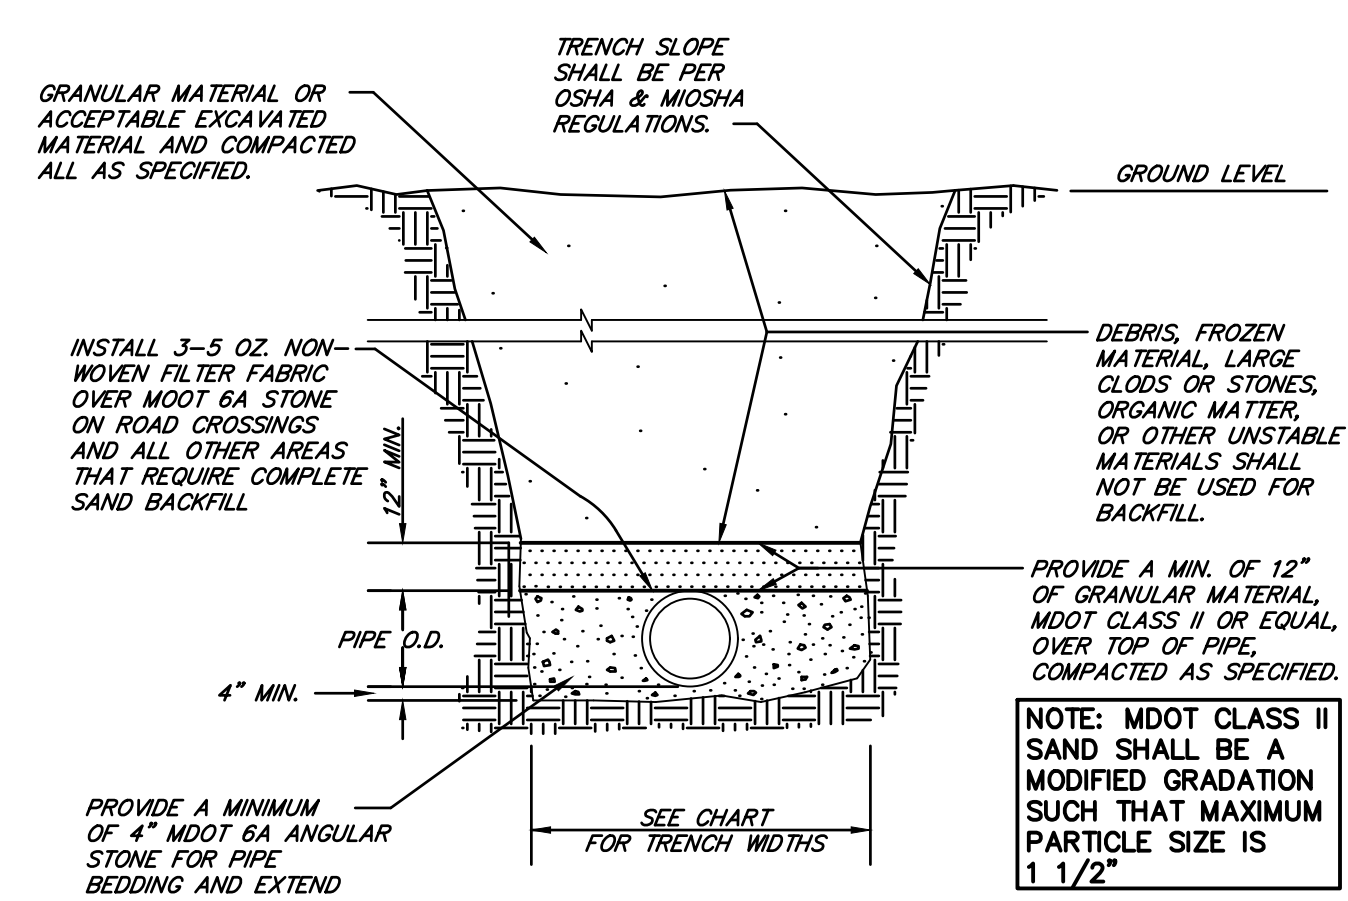 TRENCH SLOPE
SHALL BE PER
OSHA & MIOSHA
REGULATIONS.
GRANULAR MATERIAL OR
ACCEPTABLE EXCAVATED
MATERIAL AND COMPACTED
ALL AS SPECIFIED.
GROUND LEVEL
INSTALL 3-5 OZ. NON-
WOVEN FILTER FABRIC
OVER MOOT 6A STONE
ON ROAD CROSSINGS
AND ALL OTHER AREAS
THAT REQUIRE COMPLETE
SAND BACKFILL
12" MIN.
DEBRIS, FROZEN
MATERIAL, LARGE
CLODS OR STONES,
ORGANIC MATTER,
OR OTHER UNSTABLE
MATERIALS SHALL
NOT BE USED FOR
BACKFILL.
PROVIDE A MIN. OF 12"
OF GRANULAR MATERIAL,
MDOT CLASS II OR EQUAL,
OVER TOP OF PIPE,
COMPACTED AS SPECIFIED.
PIPE O.D.
4" MIN.
NOTE: MDOT CLASS II
SAND SHALL BE A
MODIFIED GRADATION
SUCH THAT MAXIMUM
PARTICLE SIZE IS
1 1/2"
PROVIDE A MINIMUM
OF 4" MDOT 6A ANGULAR
STONE FOR PIPE
BEDDING AND EXTEND
SEE CHART
FOR TRENCH WIDTHS